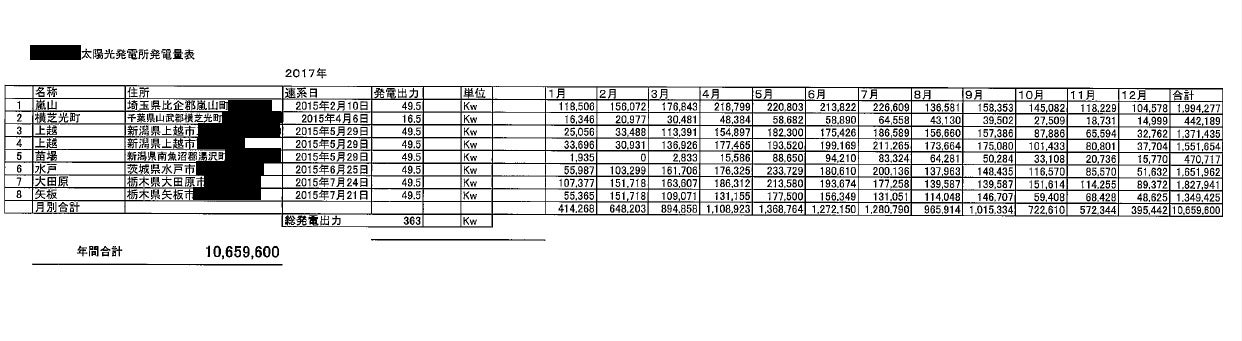 太陽光発電所発電量表
2017年
名称 住所 連系日 発電出力 単位 1月 2月 3月 4月 5月 6月 7月 8月 9月 10月 11月 12月 合計
1 嵐山 埼玉県比企郡嵐山町 2015年2月10日 49.5 Kw 118,506 156,072 176,843 218,799 220,803 213,822 226,609 136,581 158,353 145,082 118,229 104,578 1,994,277
2 横芝光町 千葉県山武郡横芝光町 2015年4月6日 16.5 Kw 16,346 20,977 30,481 48,384 58,682 58,890 64,558 43,130 39,502 27,509 18,731 14,999 442,189
3 上越 新潟県上越市 2015年5月29日 49.5 Kw 25,056 33,488 113,391 154,897 182,300 175,426 186,589 156,660 157,386 87,886 65,594 32,762 1,371,435
4 上越 新潟県上越市 2015年5月29日 49.5 Kw 33,696 30,931 136,926 177,465 193,520 199,169 211,265 173,664 175,080 101,433 80,801 37,704 1,551,654
5 苗場 新潟県南魚沼郡湯沢町 2015年5月29日 49.5 Kw 1,935 0 2,833 15,586 88,650 94,210 83,324 64,281 50,284 33,108 20,736 15,770 470,717
6 水戸 茨城県水戸市 2015年6月25日 49.5 Kw 55,987 103,299 161,706 176,325 233,729 180,610 200,136 137,963 148,435 116,570 85,570 51,632 1,651,962
7 大田原 栃木県大田原市 2015年7月24日 49.5 Kw 107,377 151,718 163,607 186,312 213,580 193,674 177,258 139,587 139,587 151,614 114,255 89,372 1,827,941
8 矢板 栃木県矢板市 2015年7月21日 49.5 Kw 55,365 151,718 109,071 131,155 177,500 156,349 131,051 114,048 146,707 59,408 68,428 48,625 1,349,425
月別合計 414,268 648,203 894,858 1,108,923 1,368,764 1,272,150 1,280,790 965,914 1,015,334 722,610 572,344 395,442 10,659,600
総発電出力 363 Kw
年間合計 10,659,600